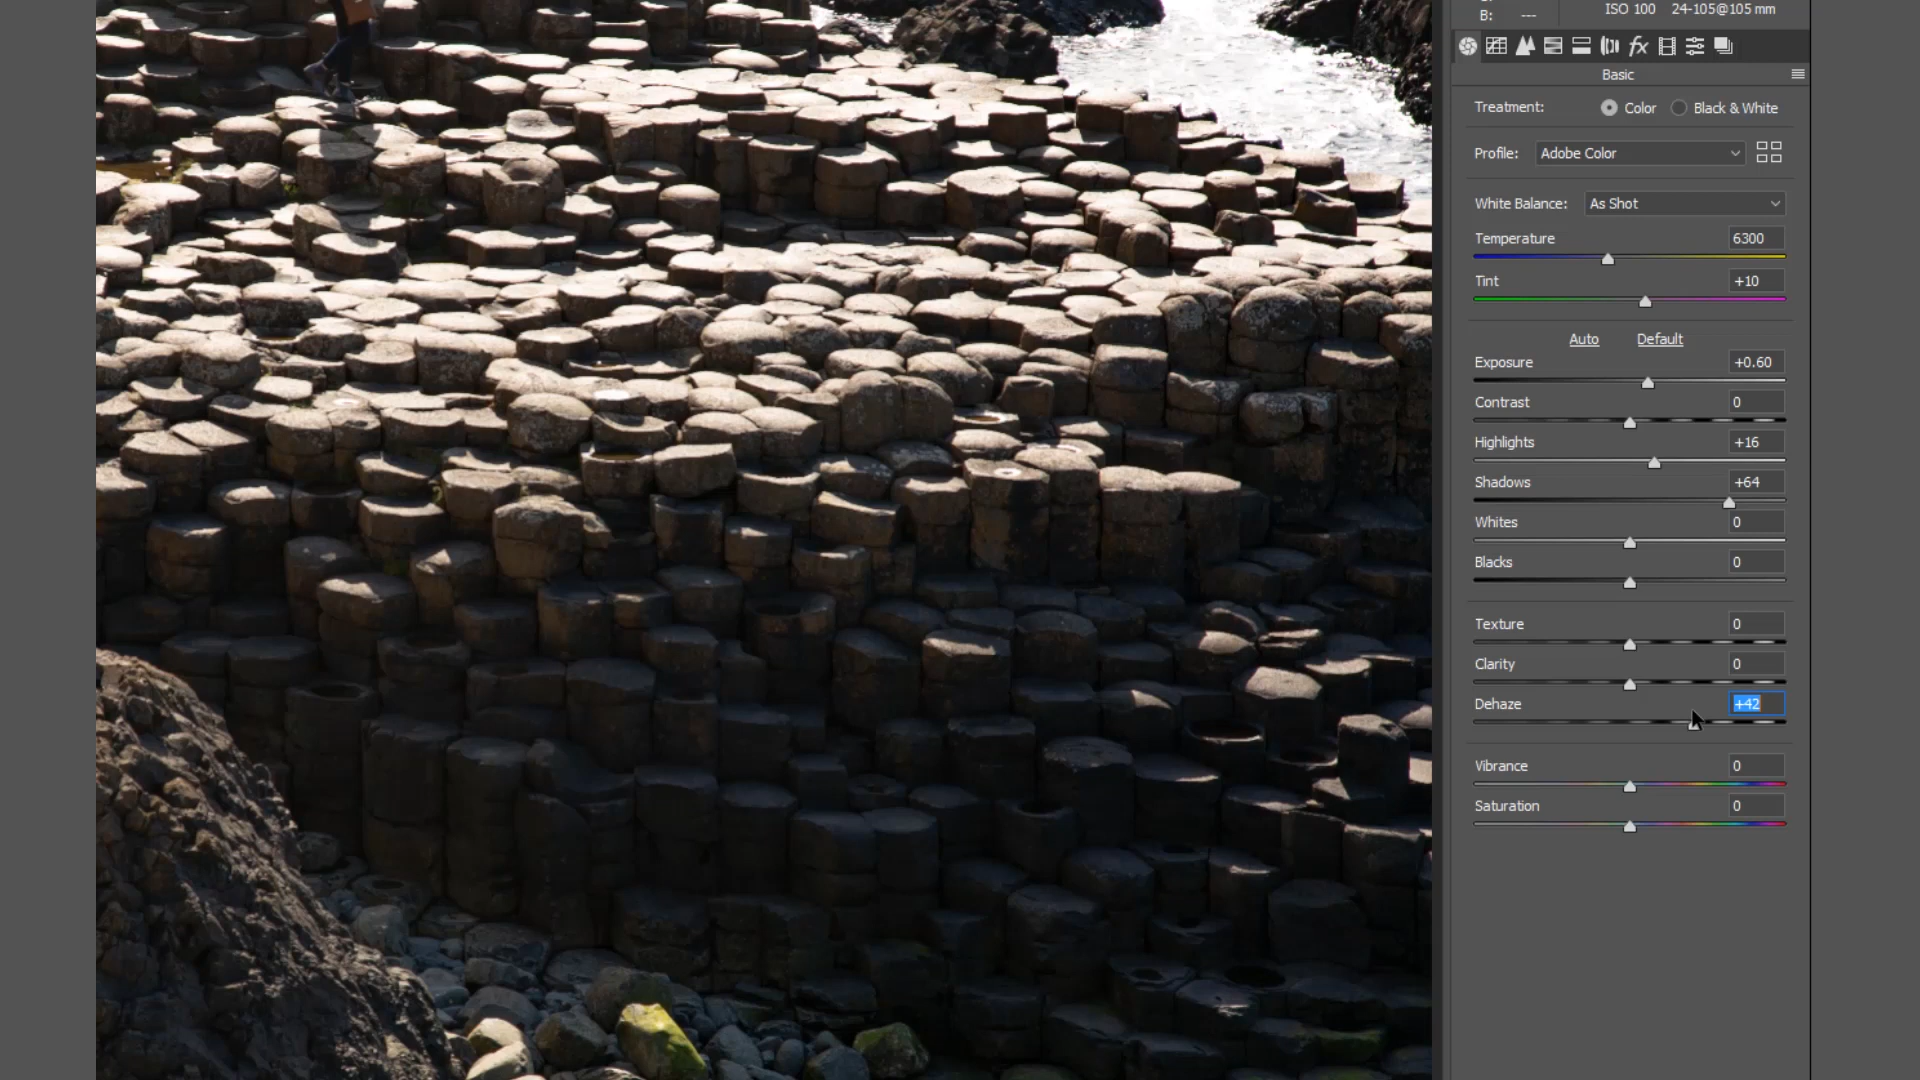 B: ---
ISO 100 24-105@105 mm
fx
Basic
Treatment: Color Black & White
Profile: Adobe Color
White Balance: As Shot
Temperature 6300
Tint +10
Auto Default
Exposure +0.60
Contrast 0
Highlights +16
Shadows +64
Whites 0
Blacks 0
Texture 0
Clarity 0
Dehaze +42
Vibrance 0
Saturation 0